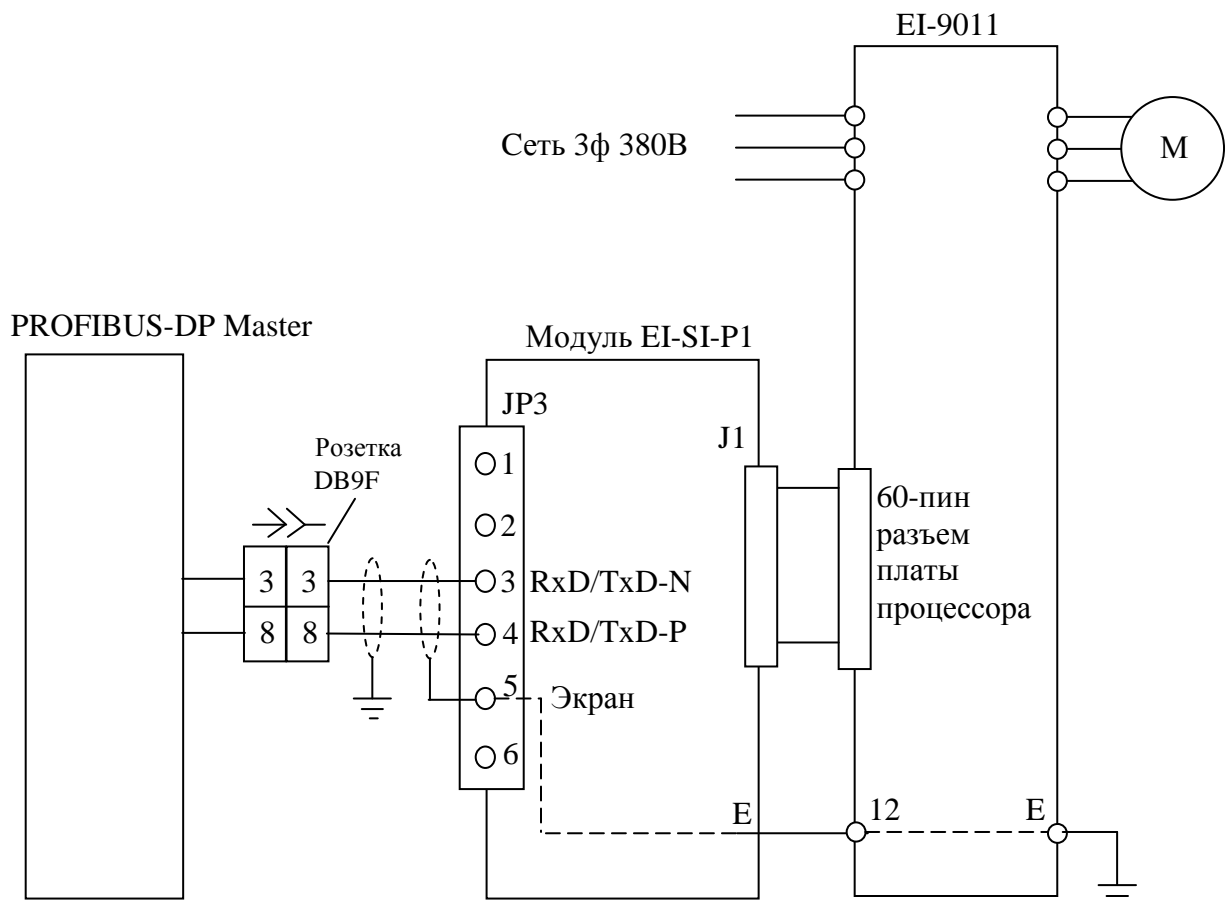 EI-9011
Сеть 3ф 380В
М
PROFIBUS-DP Master
Модуль EI-SI-P1
JP3
J1
Розетка
DB9F
1
2
3 3
3 RxD/TxD-N
8 8
4 RxD/TxD-P
5 Экран
6
60-пин
разъем
платы
процессора
E
12
E